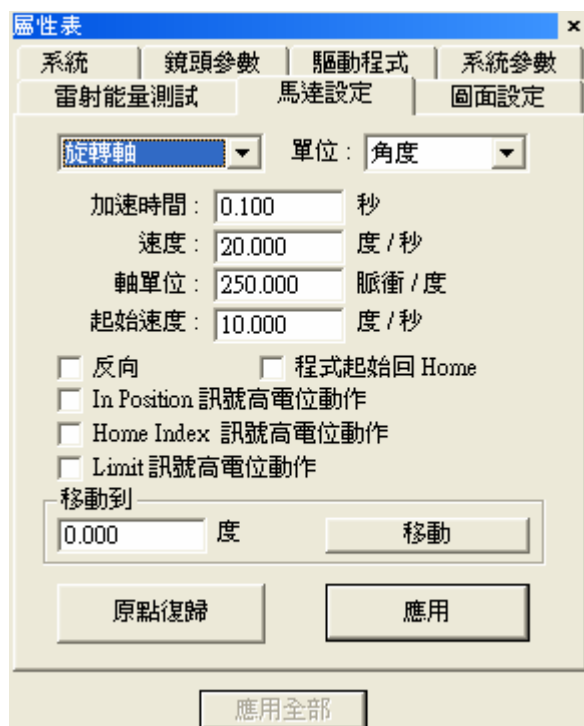 屬性表
系統 鏡頭參數 驅動程式 系統參數
雷射能量測試 馬達設定 圖面設定
旋轉軸 單位 : 角度
加速時間 : 0.100 秒
速度 : 20.000 度 / 秒
軸單位 : 250.000 脈衝 / 度
起始速度 : 10.000 度 / 秒
反向 程式起始回 Home
In Position 訊號高電位動作
Home Index 訊號高電位動作
Limit 訊號高電位動作
移動到
0.000 度 移動
原點復歸 應用
應用全部